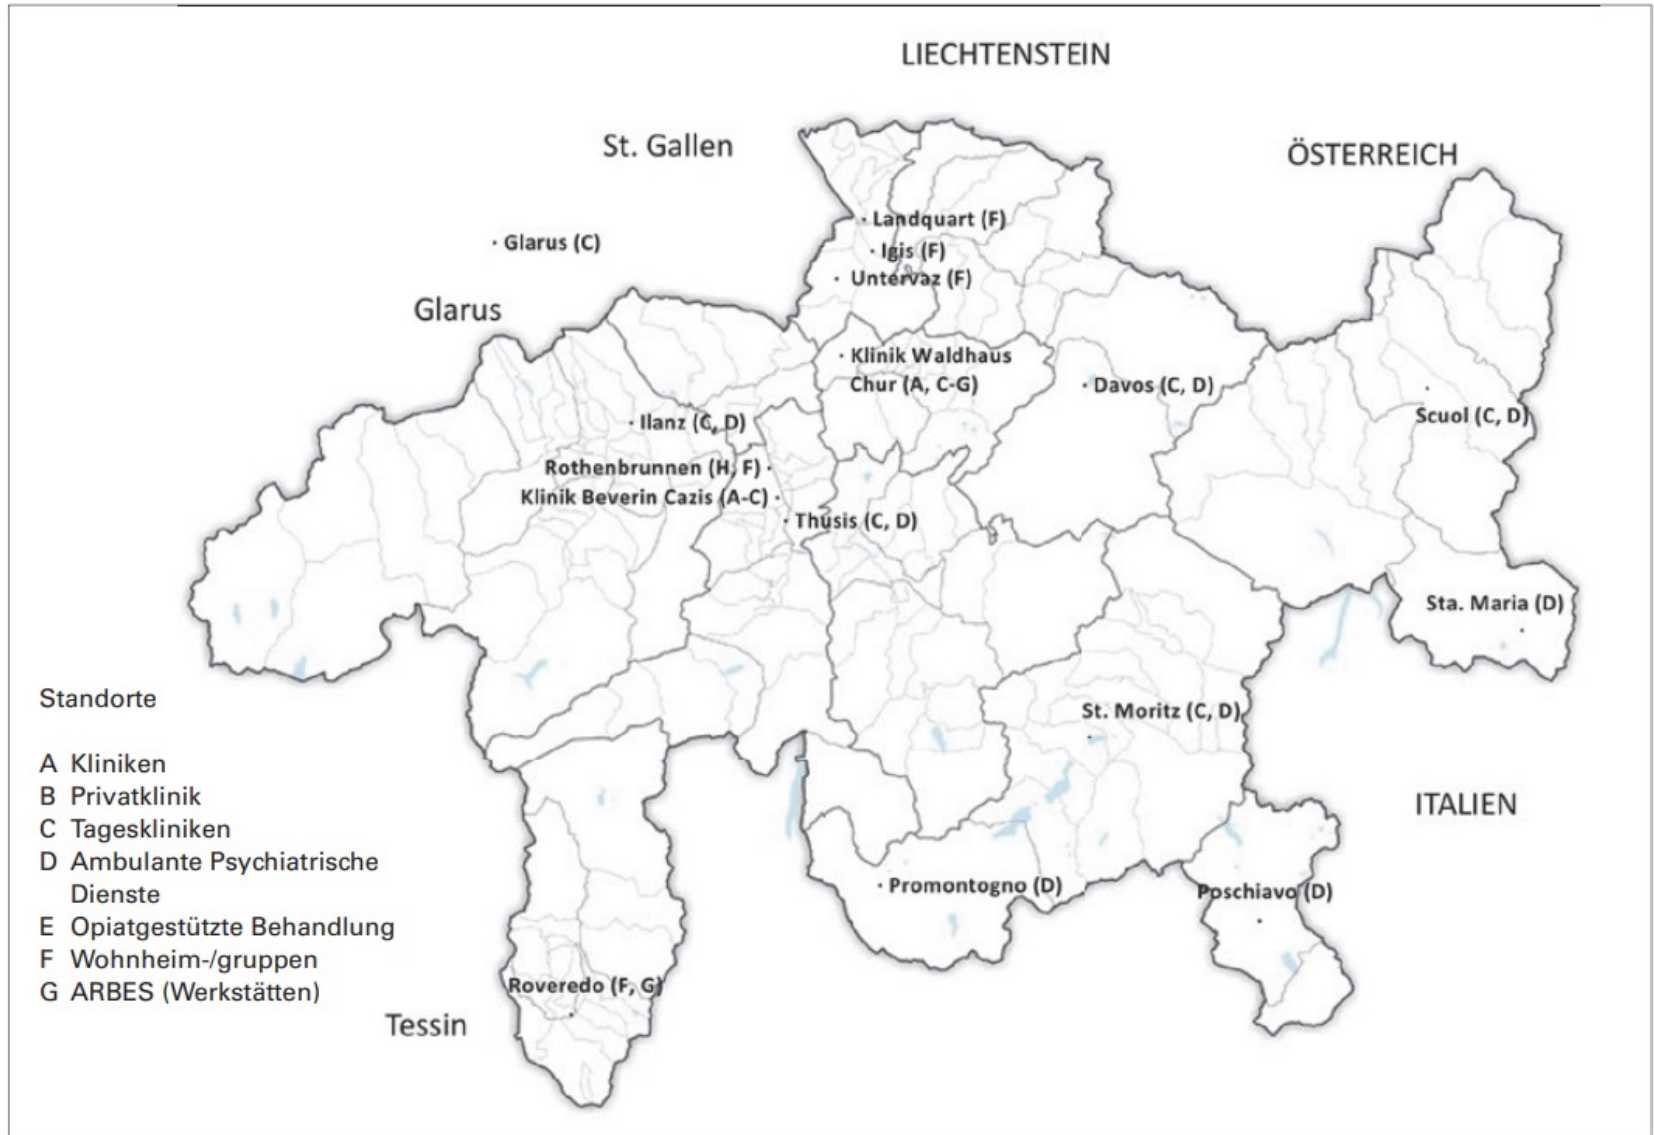 LIECHTENSTEIN
St. Gallen
ÖSTERREICH
· Landquart (F)
· Glarus (C)
· Igis (F)
· Untervaz (F)
Glarus
· Klinik Waldhaus
Chur (A, C-G)
· Davos (C, D)
Scuol (C, D)
· Ilanz (C, D)
Rothenbrunnen (H, F) ·
Klinik Beverin Cazis (A-C) ·
· Thusis (C, D)
Sta. Maria (D)
St. Moritz (C, D)
ITALIEN
· Promontogno (D)
Poschiavo (D)
Roveredo (F, G)
Tessin
Standorte
A Kliniken
B Privatklinik
C Tageskliniken
D Ambulante Psychiatrische
Dienste
E Opiatgestützte Behandlung
F Wohnheim-/gruppen
G ARBES (Werkstätten)